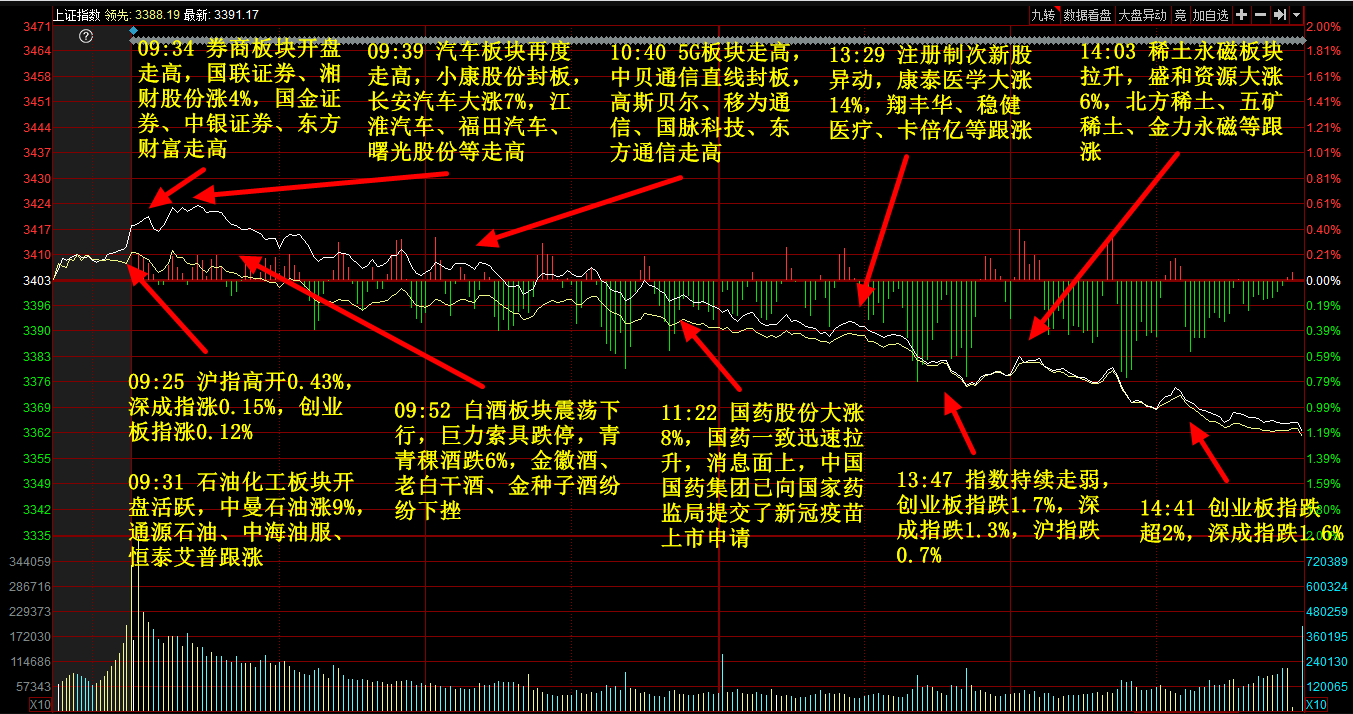 上证指数 领先: 3388.19 最新: 3391.17
九转 数据看盘 大盘异动 竞 加自选
3471
3464
3458
3451
3444
3437
3430
3424
3417
3410
3403
3396
3390
3383
3376
3369
3362
3355
3349
3342
3335
344059
286716
229373
172030
114686
57343
X10
09:34 券商板块开盘
走高，国联证券、湘
财股份涨4%，国金证
券、中银证券、东方
财富走高
09:39 汽车板块再度
走高，小康股份封板，
长安汽车大涨7%，江
淮汽车、福田汽车、
曙光股份等走高
10:40 5G板块走高，
中贝通信直线封板，
高斯贝尔、移为通
信、国脉科技、东
方通信走高
13:29 注册制次新股
异动，康泰医学大涨
14%，翔丰华、稳健
医疗、卡倍亿等跟涨
14:03 稀土永磁板块
拉升，盛和资源大涨
6%，北方稀土、五矿
稀土、金力永磁等跟
涨
09:25 沪指高开0.43%，
深成指涨0.15%，创业
板指涨0.12%
09:31 石油化工板块开
盘活跃，中曼石油涨9%，
通源石油、中海油服、
恒泰艾普跟涨
09:52 白酒板块震荡下
行，巨力索具跌停，青
青稞酒跌6%，金徽酒、
老白干酒、金种子酒纷
纷下挫
11:22 国药股份大涨
8%，国药一致迅速拉
升，消息面上，中国
国药集团已向国家药
监局提交了新冠疫苗
上市申请
13:47 指数持续走弱，
创业板指跌1.7%，深
成指跌1.3%，沪指跌
0.7%
14:41 创业板指跌
超2%，深成指跌1.6%
2.00%
1.81%
1.61%
1.41%
1.21%
1.01%
0.81%
0.61%
0.40%
0.21%
0.00%
0.19%
0.39%
0.59%
0.79%
0.99%
1.19%
1.39%
1.59%
720389
600324
480259
360195
240130
120065
X10